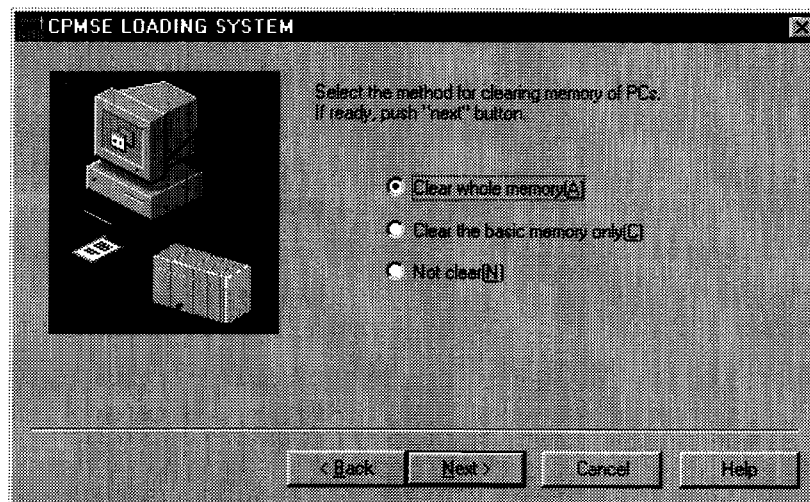 CPMSE LOADING SYSTEM
Select the method for clearing memory of PCs.
If ready, push "next" button.
Clear whole memory[A]
Clear the basic memory only[C]
Not clear[N]
< Back
Next >
Cancel
Help